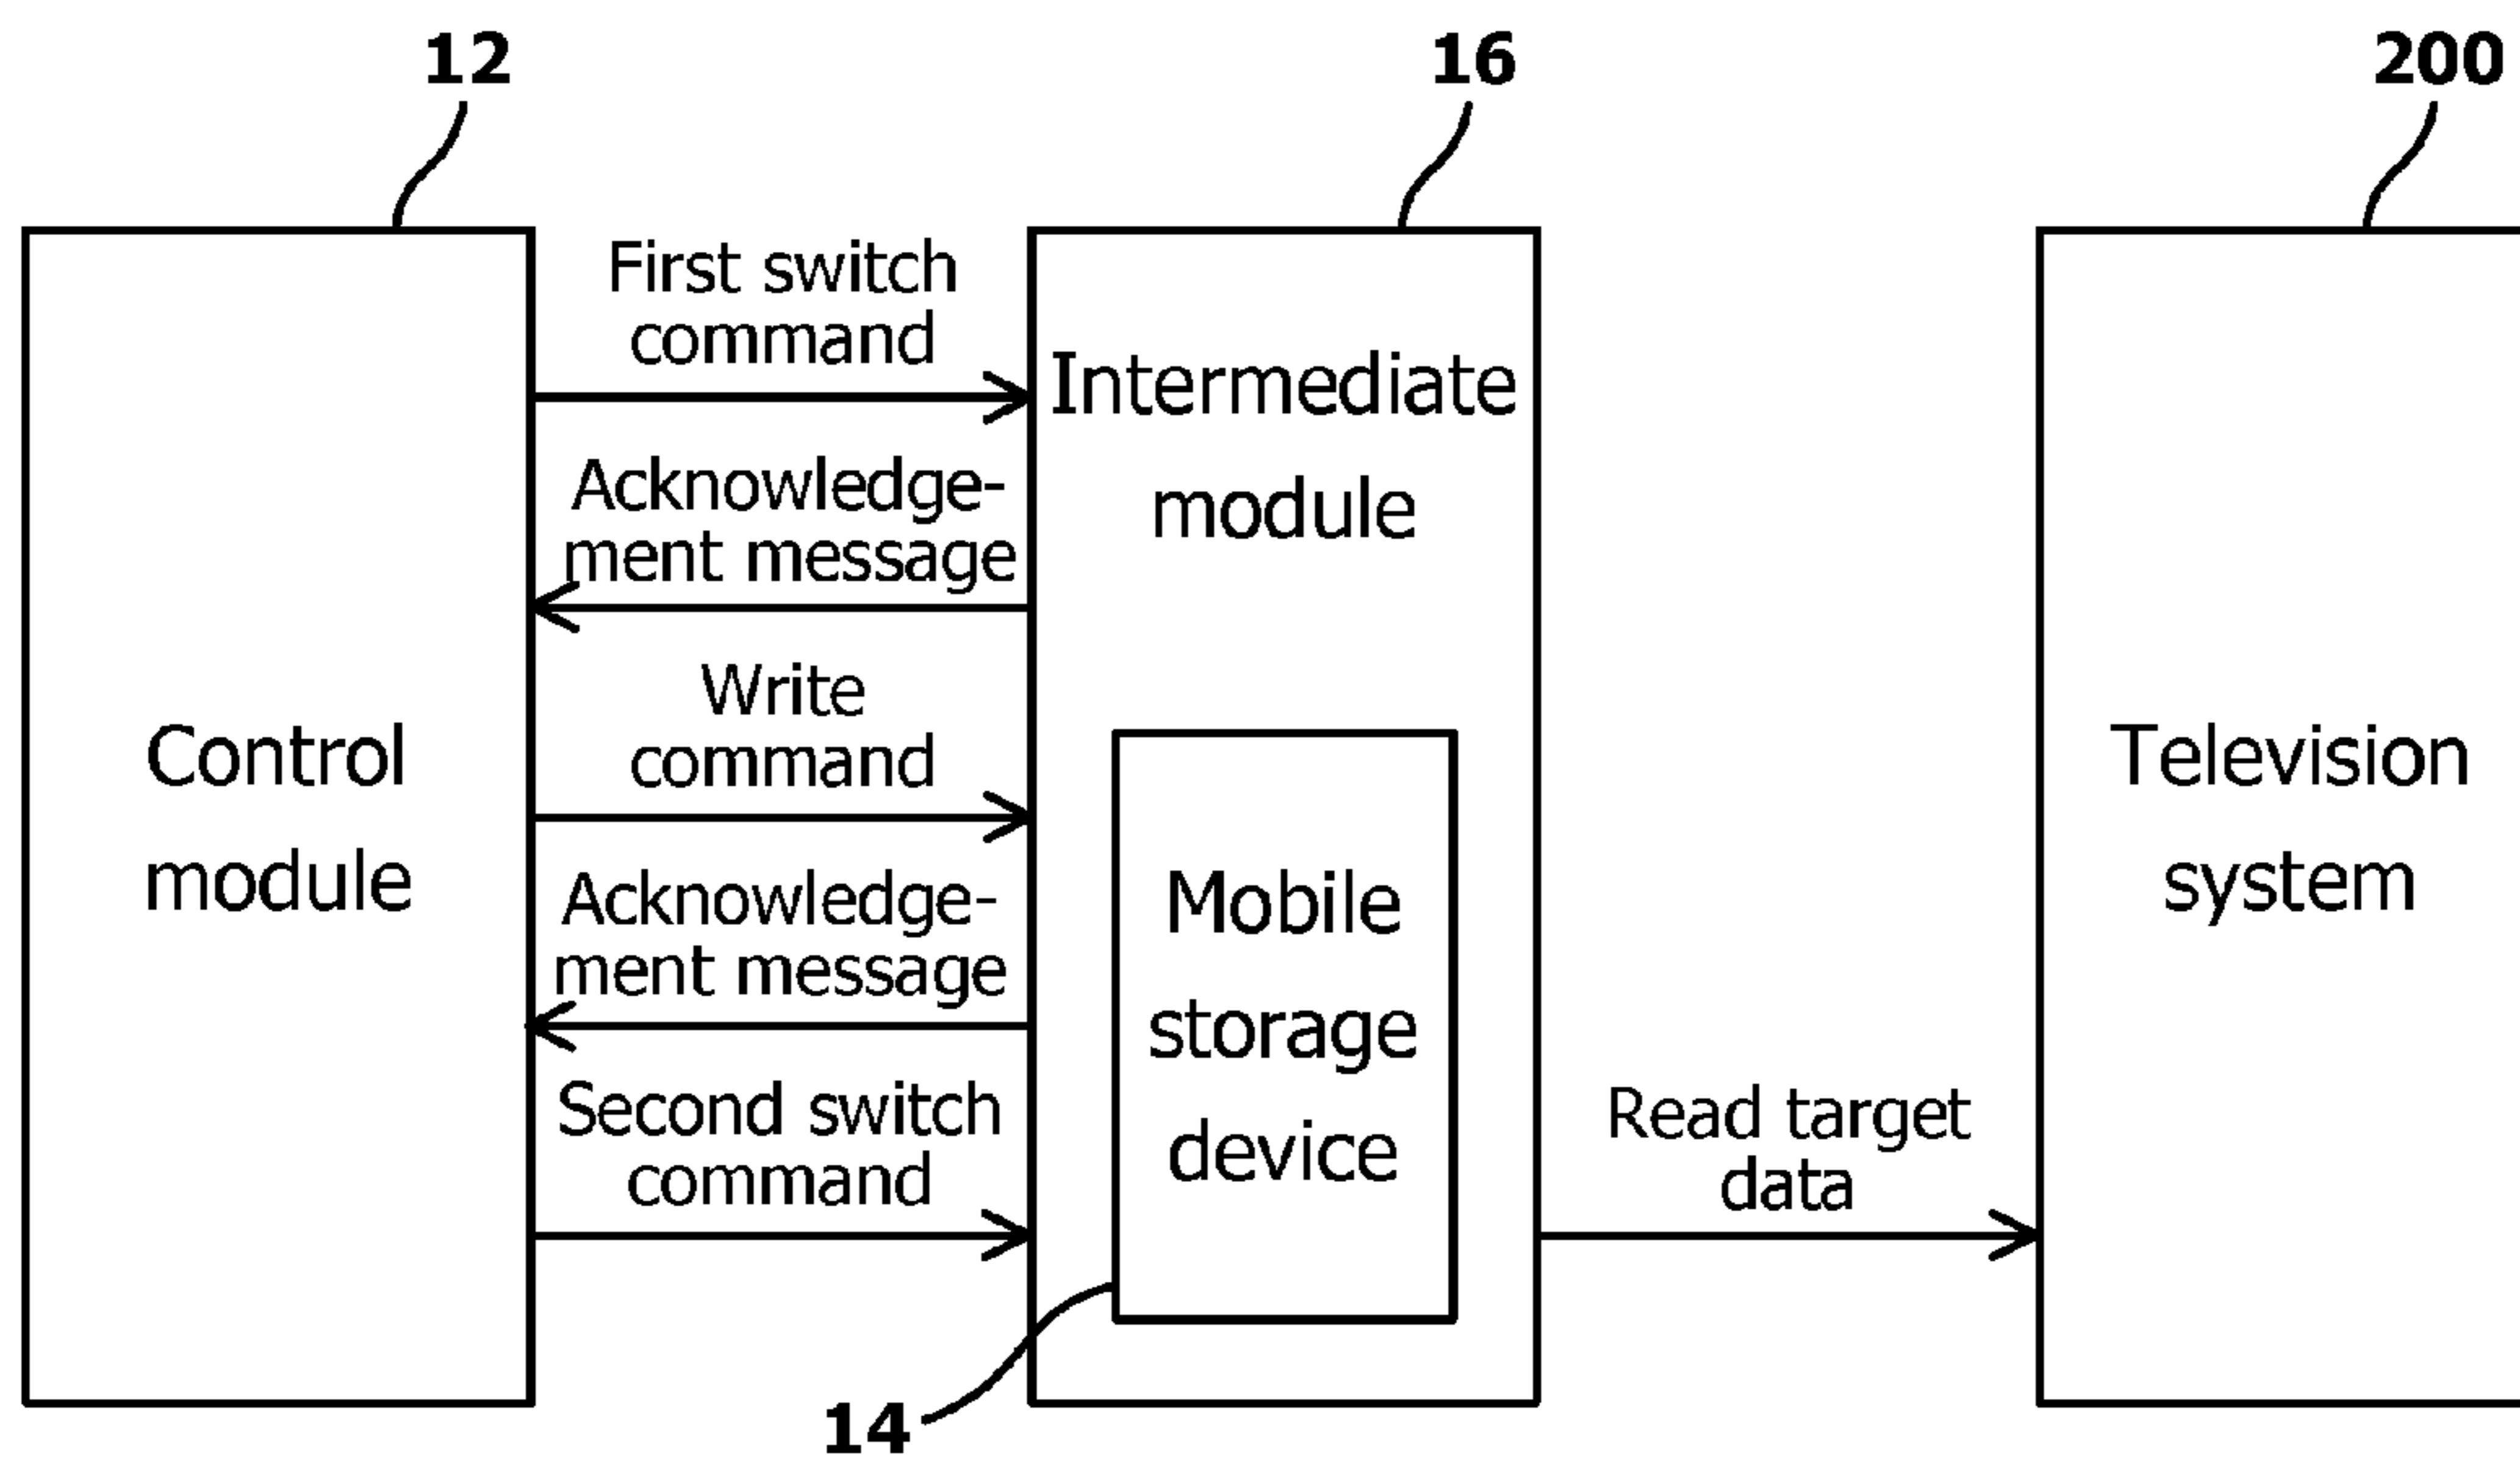 12
16
200
First switch
command
Acknowledge-
ment message
Write
command
Acknowledge-
ment message
Second switch
command
Control
module
Intermediate
module
Mobile
storage
device
14
Read target
data
Television
system